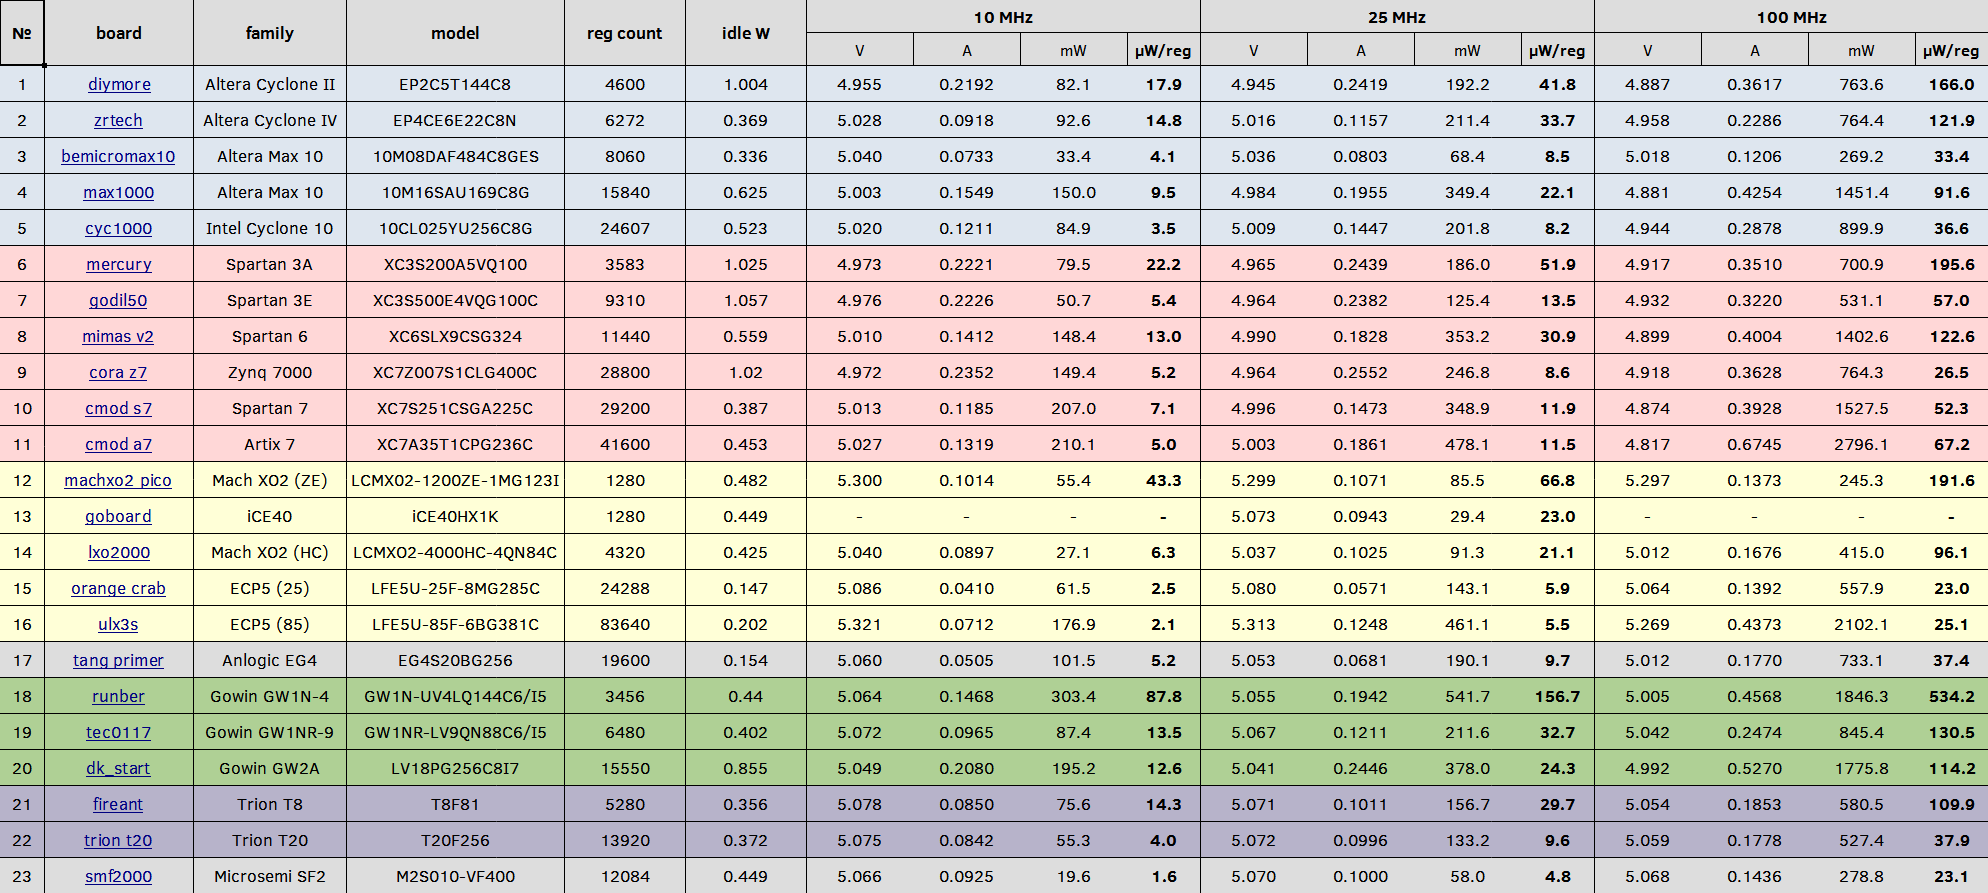 № board family model reg count idle W 10 MHz 25 MHz 100 MHz
V A mW µW/reg V A mW µW/reg V A mW µW/reg
1 diymore Altera Cyclone II EP2C5T144C8 4600 1.004 4.955 0.2192 82.1 17.9 4.945 0.2419 192.2 41.8 4.887 0.3617 763.6 166.0
2 zrtech Altera Cyclone IV EP4CE6E22C8N 6272 0.369 5.028 0.0918 92.6 14.8 5.016 0.1157 211.4 33.7 4.958 0.2286 764.4 121.9
3 bemicromax10 Altera Max 10 10M08DAF484C8GES 8060 0.336 5.040 0.0733 33.4 4.1 5.036 0.0803 68.4 8.5 5.018 0.1206 269.2 33.4
4 max1000 Altera Max 10 10M16SAU169C8G 15840 0.625 5.003 0.1549 150.0 9.5 4.984 0.1955 349.4 22.1 4.881 0.4254 1451.4 91.6
5 cyc1000 Intel Cyclone 10 10CL025YU256C8G 24607 0.523 5.020 0.1211 84.9 3.5 5.009 0.1447 201.8 8.2 4.944 0.2878 899.9 36.6
6 mercury Spartan 3A XC3S200A5VQ100 3583 1.025 4.973 0.2221 79.5 22.2 4.965 0.2439 186.0 51.9 4.917 0.3510 700.9 195.6
7 godil50 Spartan 3E XC3S500E4VQG100C 9310 1.057 4.976 0.2226 50.7 5.4 4.964 0.2382 125.4 13.5 4.932 0.3220 531.1 57.0
8 mimas v2 Spartan 6 XC6SLX9CSG324 11440 0.559 5.010 0.1412 148.4 13.0 4.990 0.1828 353.2 30.9 4.899 0.4004 1402.6 122.6
9 cora z7 Zynq 7000 XC7Z007S1CLG400C 28800 1.02 4.972 0.2352 149.4 5.2 4.964 0.2552 246.8 8.6 4.918 0.3628 764.3 26.5
10 cmod s7 Spartan 7 XC7S251CSGA225C 29200 0.387 5.013 0.1185 207.0 7.1 4.996 0.1473 348.9 11.9 4.874 0.3928 1527.5 52.3
11 cmod a7 Artix 7 XC7A35T1CPG236C 41600 0.453 5.027 0.1319 210.1 5.0 5.003 0.1861 478.1 11.5 4.817 0.6745 2796.1 67.2
12 machxo2 pico Mach XO2 (ZE) LCMX02-1200ZE-1MG123I 1280 0.482 5.300 0.1014 55.4 43.3 5.299 0.1071 85.5 66.8 5.297 0.1373 245.3 191.6
13 goboard iCE40 iCE40HX1K 1280 0.449 - - - - 5.073 0.0943 29.4 23.0 - - - -
14 lxo2000 Mach XO2 (HC) LCMXO2-4000HC-4QN84C 4320 0.425 5.040 0.0897 27.1 6.3 5.037 0.1025 91.3 21.1 5.012 0.1676 415.0 96.1
15 orange crab ECP5 (25) LFE5U-25F-8MG285C 24288 0.147 5.086 0.0410 61.5 2.5 5.080 0.0571 143.1 5.9 5.064 0.1392 557.9 23.0
16 ulx3s ECP5 (85) LFE5U-85F-6BG381C 83640 0.202 5.321 0.0712 176.9 2.1 5.313 0.1248 461.1 5.5 5.269 0.4373 2102.1 25.1
17 tang primer Anlogic EG4 EG4S20BG256 19600 0.154 5.060 0.0505 101.5 5.2 5.053 0.0681 190.1 9.7 5.012 0.1770 733.1 37.4
18 runber Gowin GW1N-4 GW1N-UV4LQ144C6/I5 3456 0.44 5.064 0.1468 303.4 87.8 5.055 0.1942 541.7 156.7 5.005 0.4568 1846.3 534.2
19 tec0117 Gowin GW1NR-9 GW1NR-LV9QN88C6/I5 6480 0.402 5.072 0.0965 87.4 13.5 5.067 0.1211 211.6 32.7 5.042 0.2474 845.4 130.5
20 dk_start Gowin GW2A LV18PG256C8I7 15550 0.855 5.049 0.2080 195.2 12.6 5.041 0.2446 378.0 24.3 4.992 0.5270 1775.8 114.2
21 fireant Trion T8 T8F81 5280 0.356 5.078 0.0850 75.6 14.3 5.071 0.1011 156.7 29.7 5.054 0.1853 580.5 109.9
22 trion t20 Trion T20 T20F256 13920 0.372 5.075 0.0842 55.3 4.0 5.072 0.0996 133.2 9.6 5.059 0.1778 527.4 37.9
23 smf2000 Microsemi SF2 M2S010-VF400 12084 0.449 5.066 0.0925 19.6 1.6 5.070 0.1000 58.0 4.8 5.068 0.1436 278.8 23.1